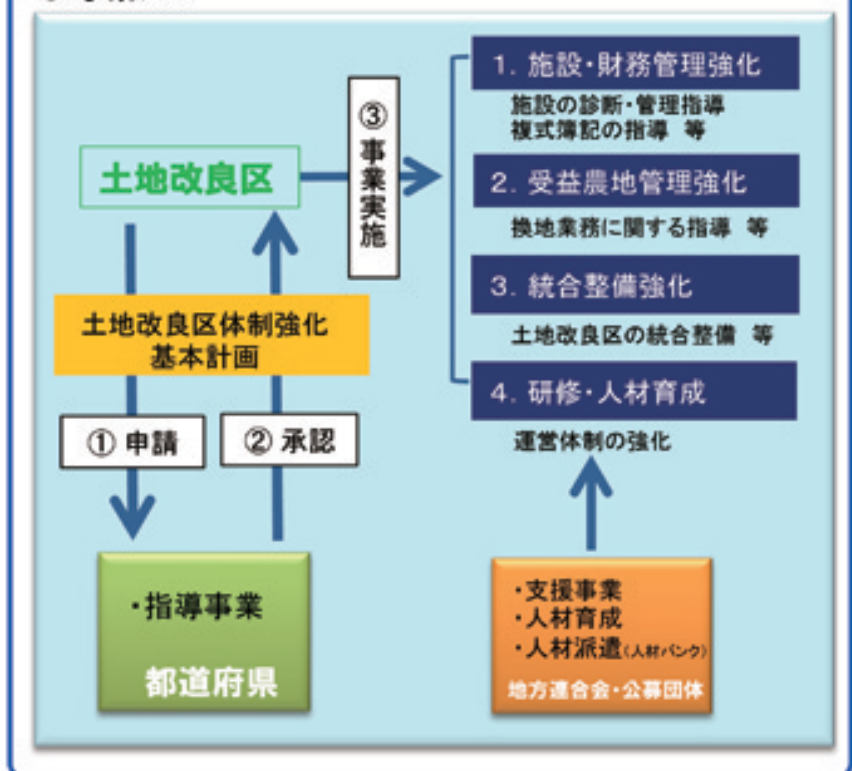 1．施設・財務管理強化
施設の診断・管理指導
複式簿記の指導 等
③事業実施
土地改良区
2．受益農地管理強化
換地業務に関する指導 等
3．統合整備強化
土地改良区の統合整備 等
土地改良区体制強化
基本計画
4．研修・人材育成
運営体制の強化
① 申請
② 承認
・指導事業
都道府県
・支援事業
・人材育成
・人材派遣（人材バンク）
地方連合会・公募団体